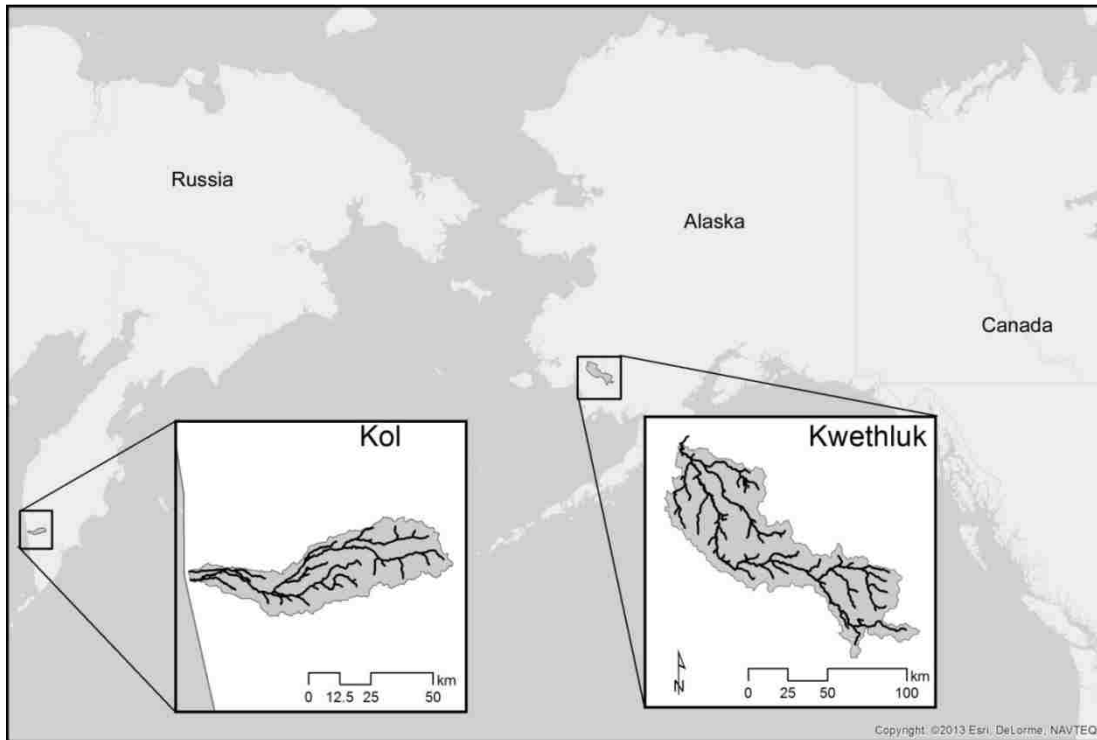 Russia
Alaska
Canada
Kol
km
0 12.5 25 50
Kwethluk
N
km
0 25 50 100
Copyright: ©2013 Esri, DeLorme, NAVTEQ